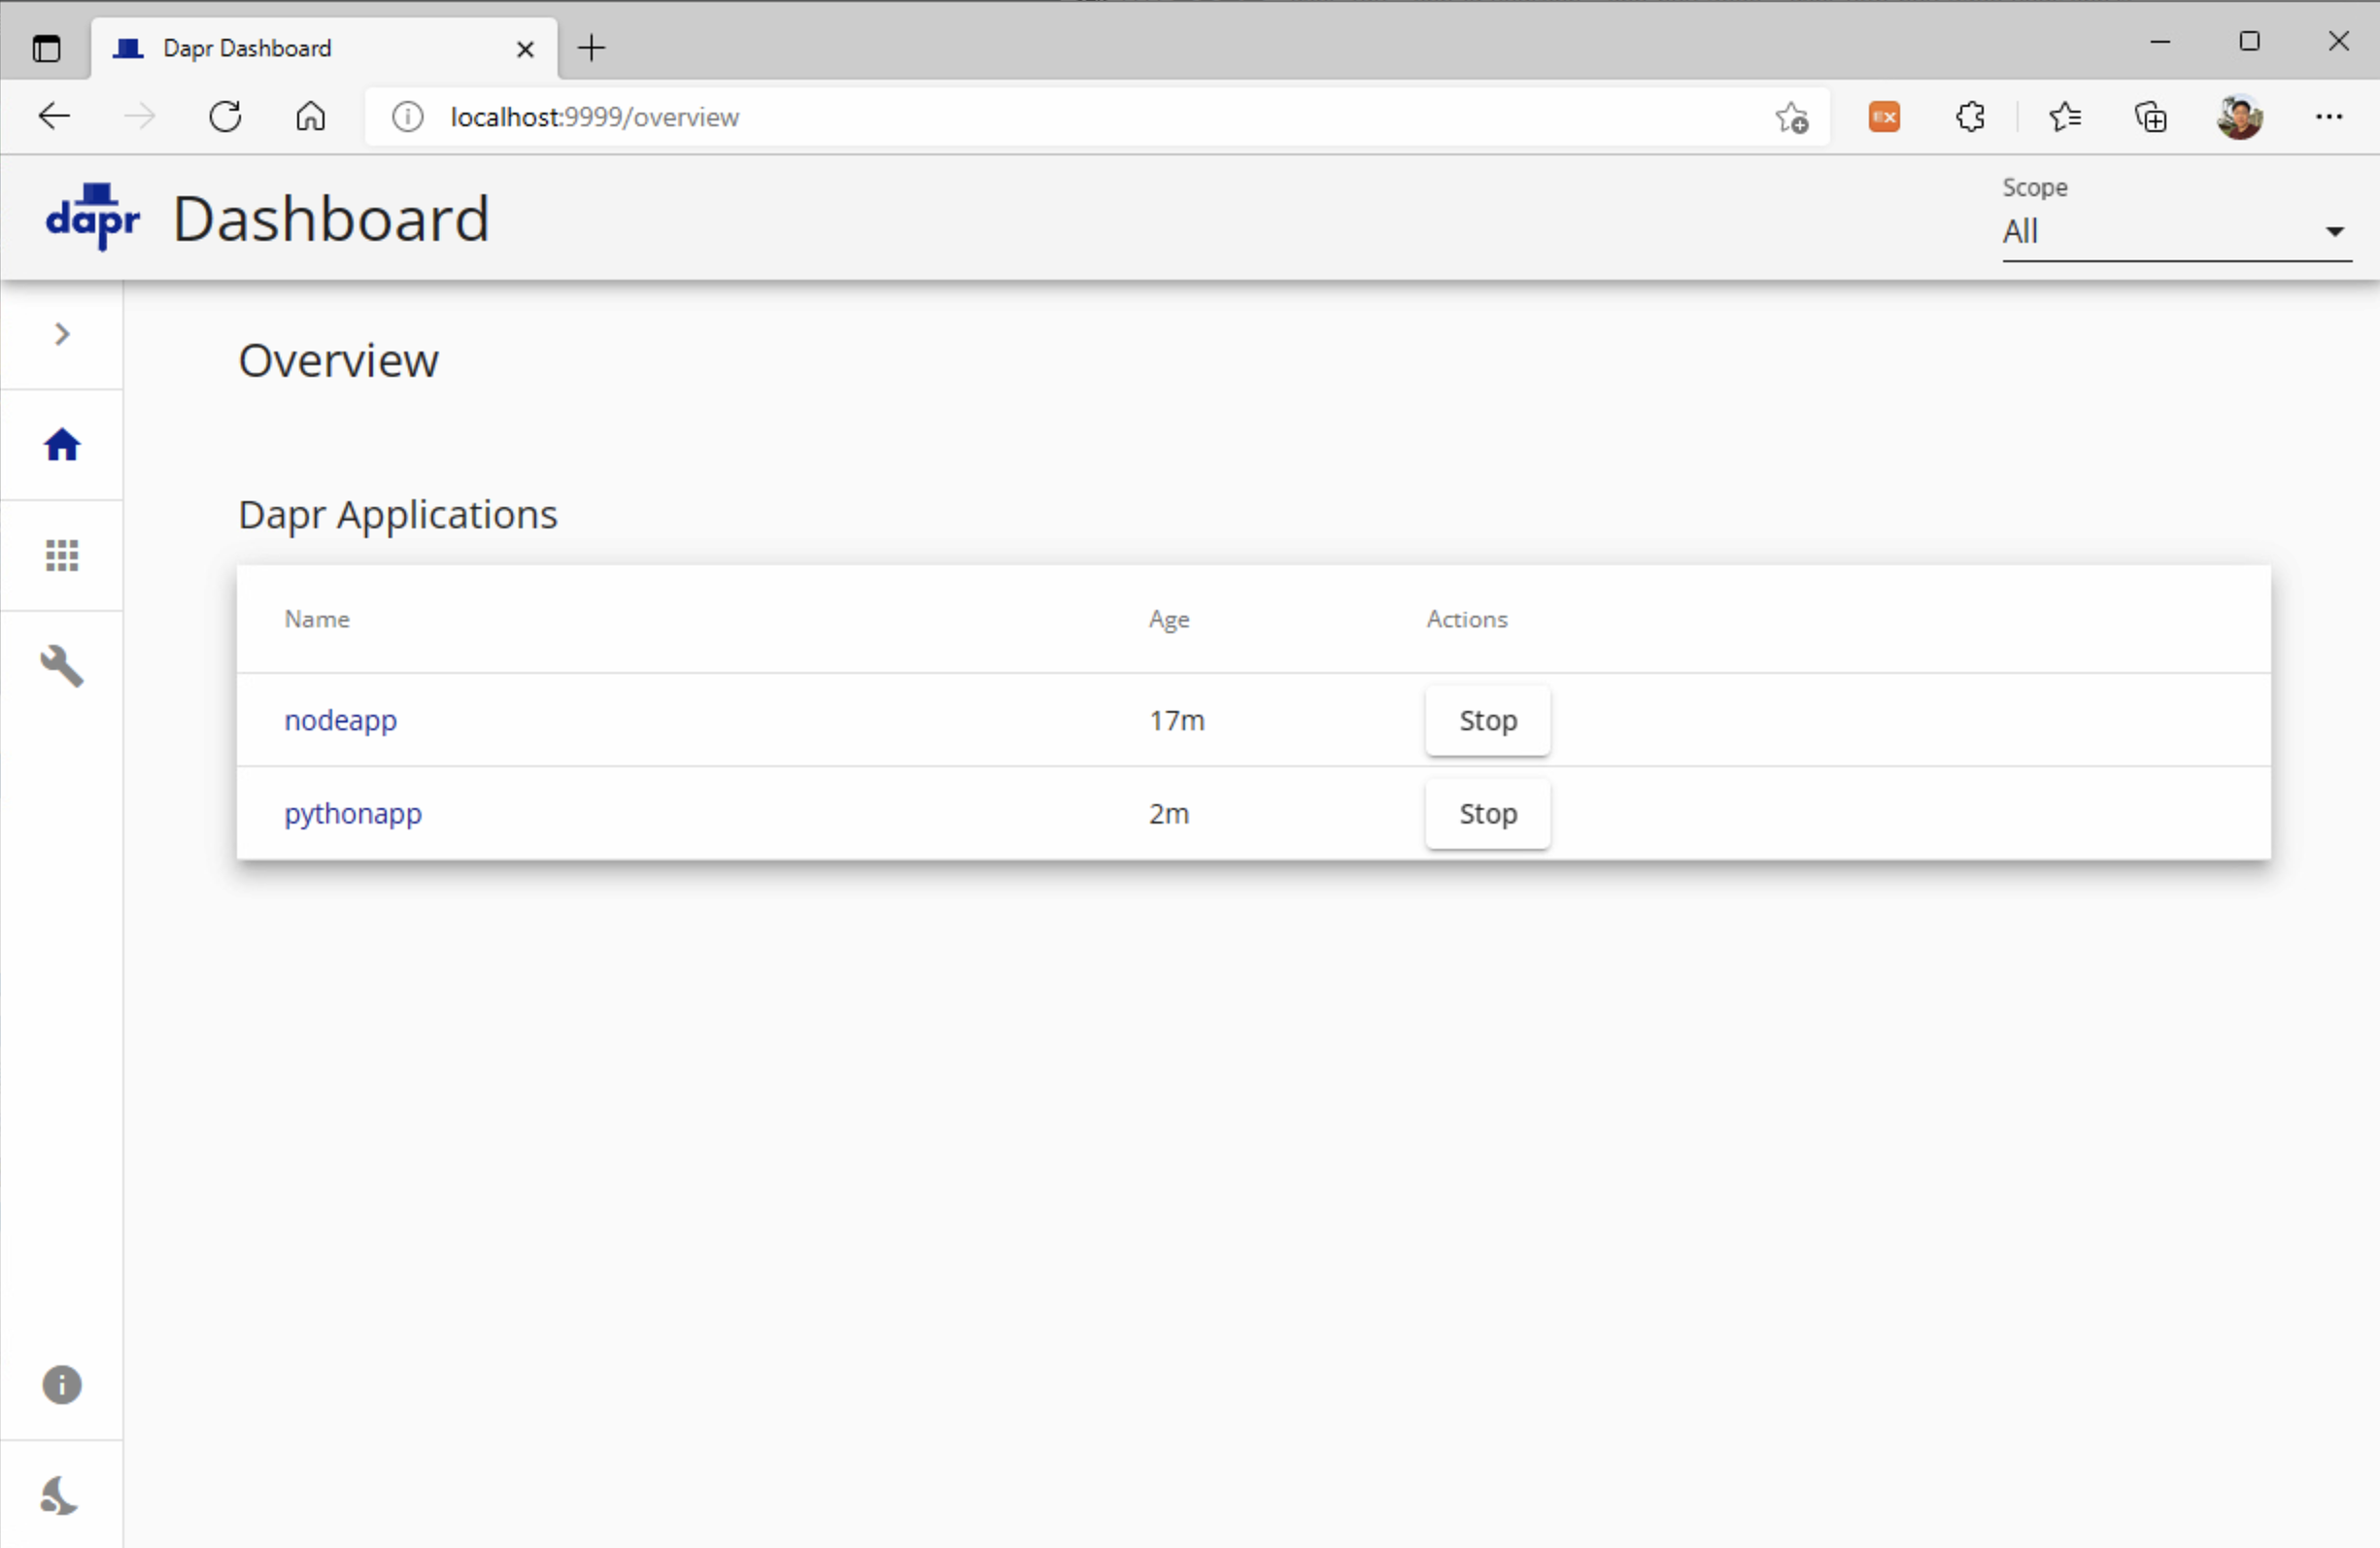 Dapr Dashboard
localhost:9999/overview
EX
dapr Dashboard
Scope
All
Overview
Dapr Applications
Name Age Actions
nodeapp 17m Stop
pythonapp 2m Stop